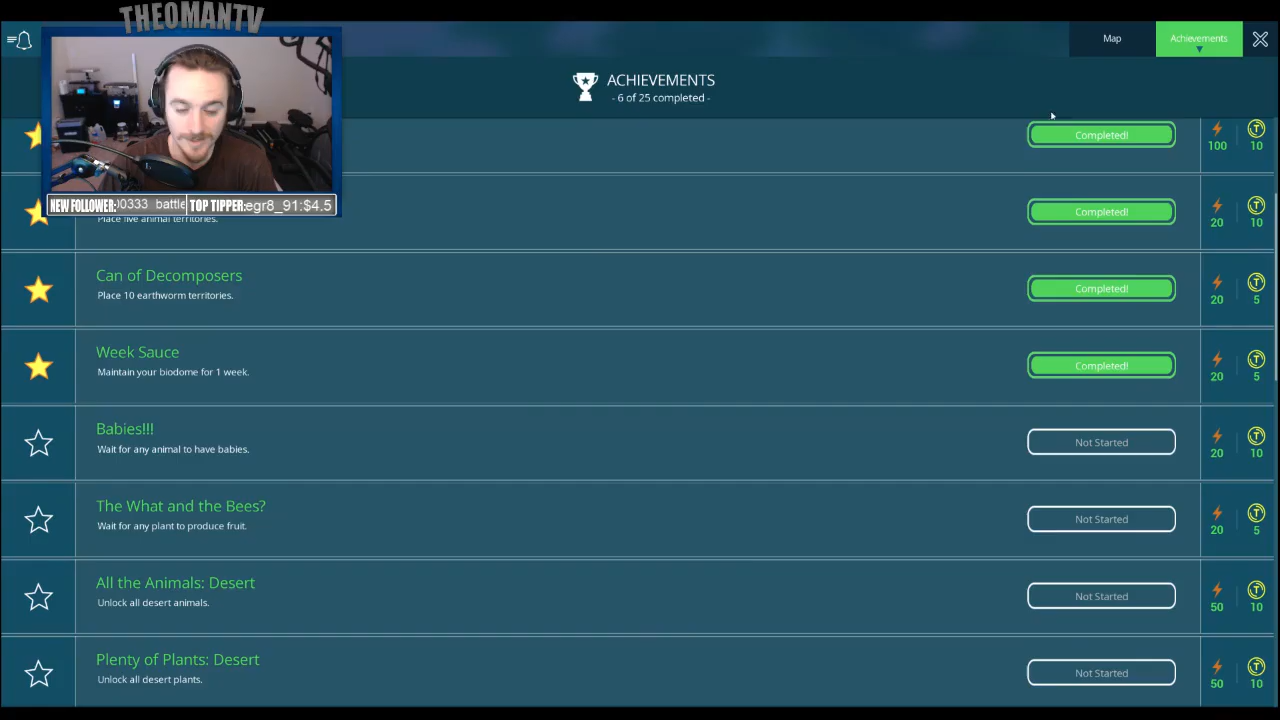 THEOMANTV
Map
Achievements
ACHIEVEMENTS
- 6 of 25 completed -
Completed!
100
10
NEW FOLLOWER: 00333 battle
TOP TIPPER: egr8_91: $4.5
Place five animal territories.
Completed!
20
10
Can of Decomposers
Place 10 earthworm territories.
Completed!
20
5
Week Sauce
Maintain your biodome for 1 week.
Completed!
20
5
Babies!!!
Wait for any animal to have babies.
Not Started
20
10
The What and the Bees?
Wait for any plant to produce fruit.
Not Started
20
5
All the Animals: Desert
Unlock all desert animals.
Not Started
50
10
Plenty of Plants: Desert
Unlock all desert plants.
Not Started
50
10